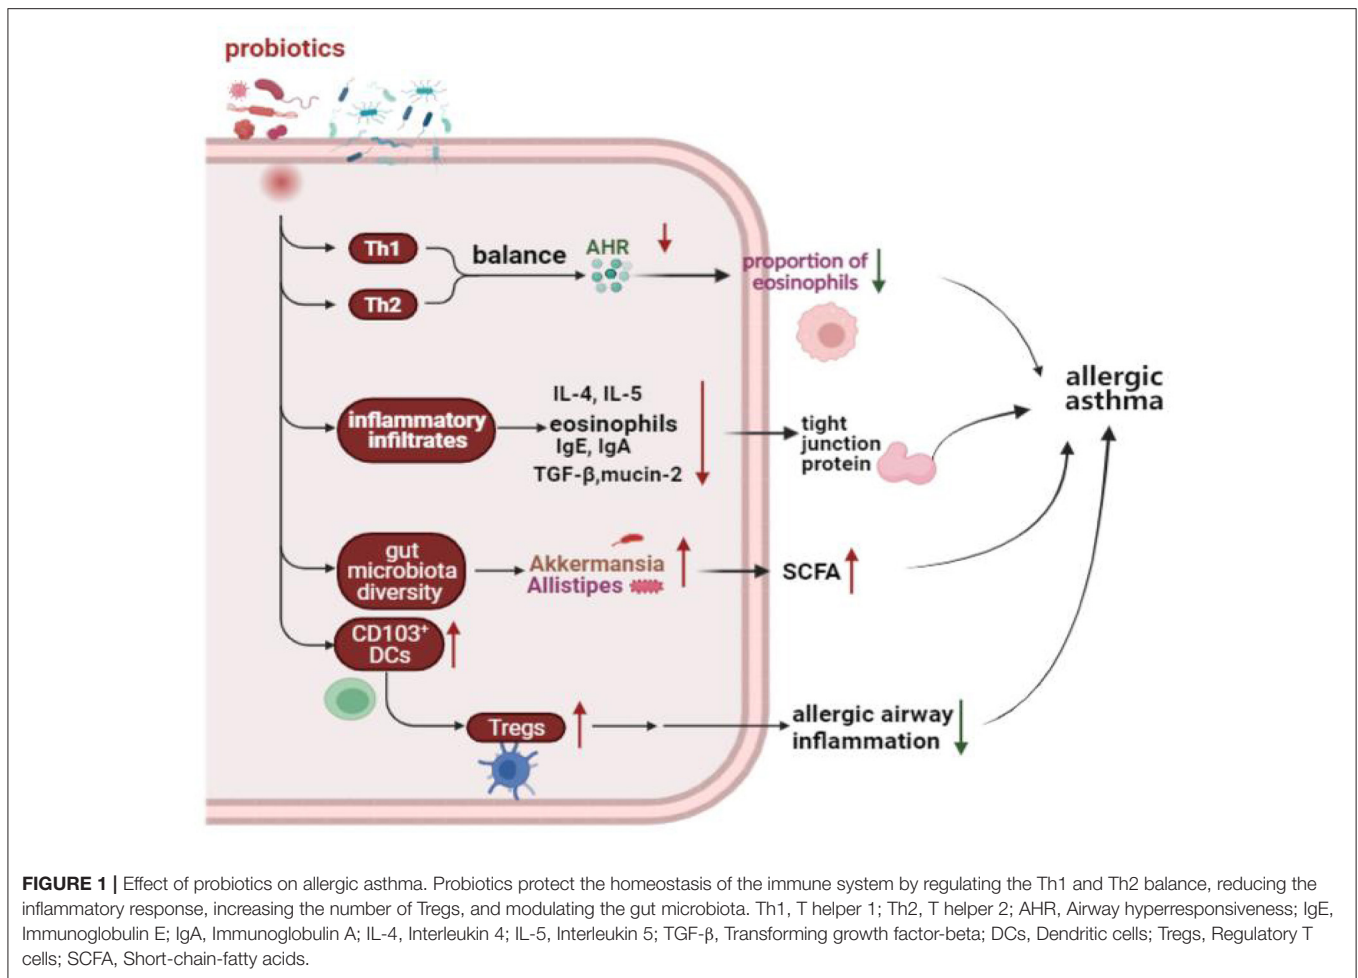 probiotics
Th1
Th2
balance
AHR
proportion of
eosinophils
inflammatory
infiltrates
IL-4, IL-5
eosinophils
IgE, IgA
TGF-β,mucin-2
tight
junction
protein
allergic
asthma
gut
microbiota
diversity
Akkermansia
Allistipes
SCFA
CD103⁺
DCs
Tregs
allergic airway
inflammation
FIGURE 1 | Effect of probiotics on allergic asthma. Probiotics protect the homeostasis of the immune system by regulating the Th1 and Th2 balance, reducing the
inflammatory response, increasing the number of Tregs, and modulating the gut microbiota. Th1, T helper 1; Th2, T helper 2; AHR, Airway hyperresponsiveness; IgE,
Immunoglobulin E; IgA, Immunoglobulin A; IL-4, Interleukin 4; IL-5, Interleukin 5; TGF-β, Transforming growth factor-beta; DCs, Dendritic cells; Tregs, Regulatory T
cells; SCFA, Short-chain-fatty acids.